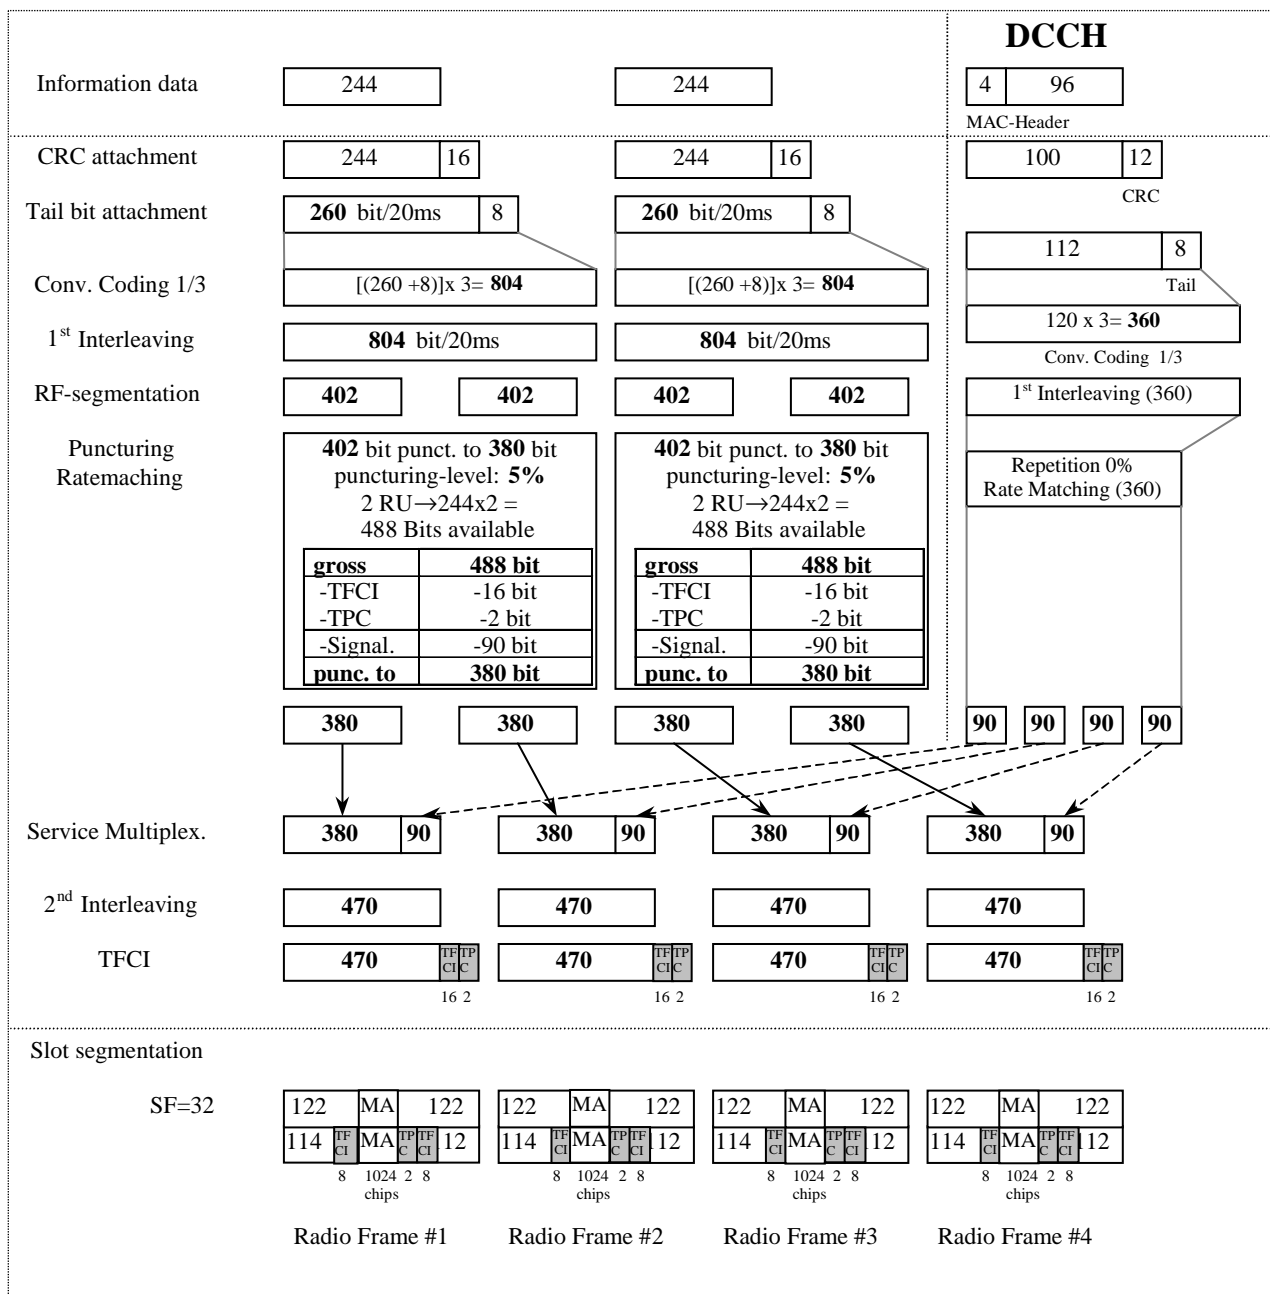 DCCH
Information data 244 244 4 96
MAC-Header
CRC attachment 244 16 244 16 100 12
CRC
Tail bit attachment 260 bit/20ms 8 260 bit/20ms 8
112 8
Tail
Conv. Coding 1/3 [(260 +8)]x 3= 804 [(260 +8)]x 3= 804
120 x 3= 360
Conv. Coding 1/3
1st Interleaving 804 bit/20ms 804 bit/20ms
RF-segmentation 402 402 402 402 1st Interleaving (360)
Puncturing
Ratemaching
402 bit punct. to 380 bit
puncturing-level: 5%
2 RU→244x2 =
488 Bits available
gross 488 bit
-TFCI -16 bit
-TPC -2 bit
-Signal. -90 bit
punc. to 380 bit
402 bit punct. to 380 bit
puncturing-level: 5%
2 RU→244x2 =
488 Bits available
gross 488 bit
-TFCI -16 bit
-TPC -2 bit
-Signal. -90 bit
punc. to 380 bit
Repetition 0%
Rate Matching (360)
380 380 380 380 90 90 90 90
Service Multiplex. 380 90 380 90 380 90 380 90
2nd Interleaving 470 470 470 470
TFCI 470 TF CI TP C 470 TF CI TP C 470 TF CI TP C 470 TF CI TP C
16 2 16 2 16 2 16 2
Slot segmentation
SF=32 122 MA 122 122 MA 122 122 MA 122 122 MA 122
114 TF CI MA TP C TF CI 112 114 TF CI MA TP C TF CI 112 114 TF CI MA TP C TF CI 112 114 TF CI MA TP C TF CI 112
8 1024 2 8 8 1024 2 8 8 1024 2 8 8 1024 2 8
chips chips chips chips
Radio Frame #1 Radio Frame #2 Radio Frame #3 Radio Frame #4